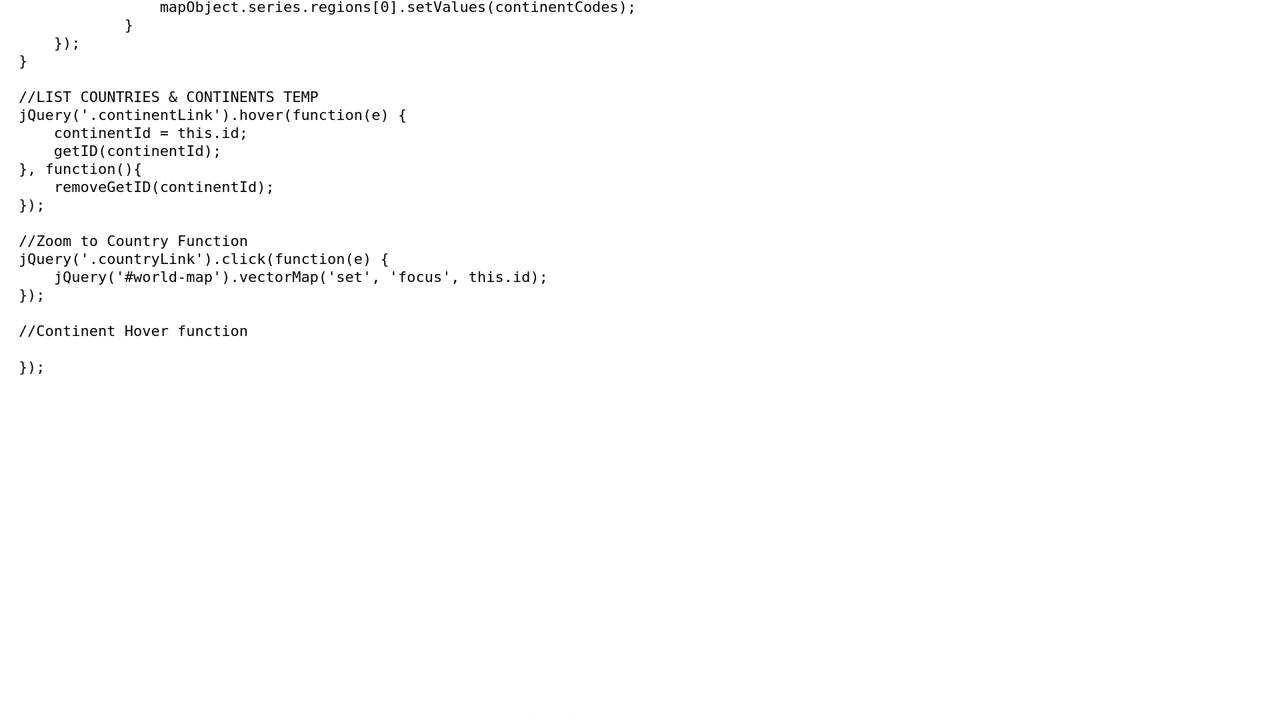 mapObject.series.regions[0].setValues(continentCodes);
}
});
}
//LIST COUNTRIES & CONTINENTS TEMP
jQuery('.continentLink').hover(function(e) {
continentId = this.id;
getID(continentId);
}, function(){
removeGetID(continentId);
});
//Zoom to Country Function
jQuery('.countryLink').click(function(e) {
jQuery('#world-map').vectorMap('set', 'focus', this.id);
});
//Continent Hover function
});